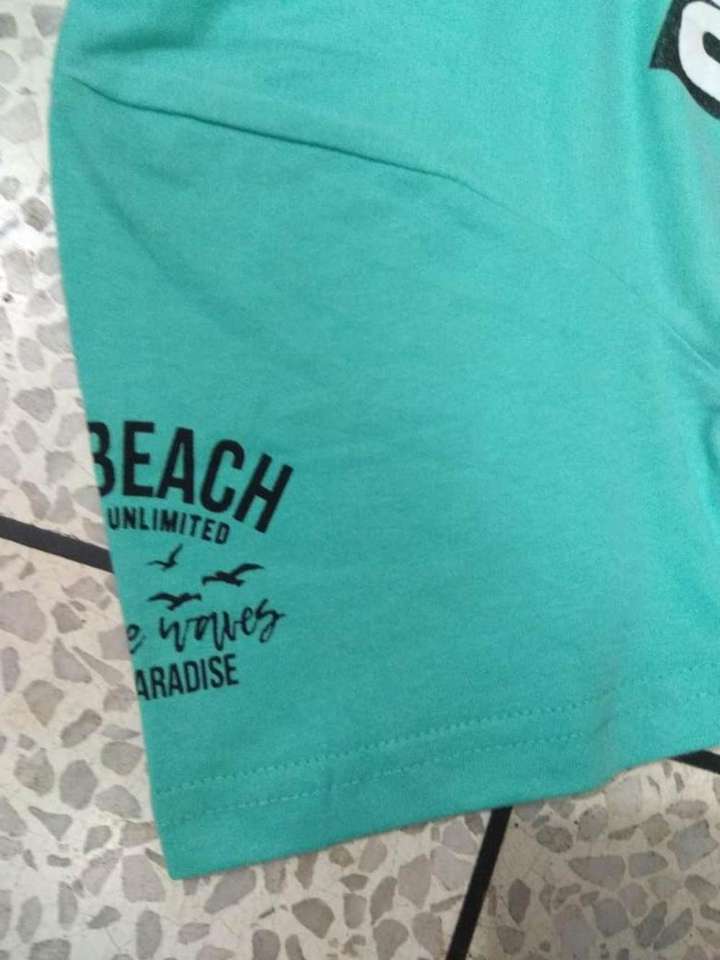 BEACH
UNLIMITED
e waves
ARADISE